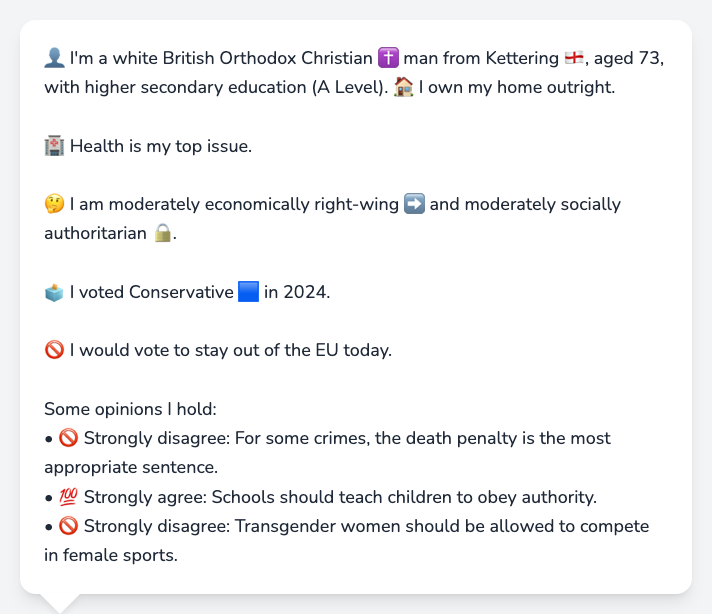 👤 I'm a white British Orthodox Christian ✝️ man from Kettering 🏴󠁧󠁢󠁥󠁮󠁧󠁿, aged 73,
with higher secondary education (A Level). 🏠 I own my home outright.
🏥 Health is my top issue.
🤔 I am moderately economically right-wing ➡️ and moderately socially
authoritarian 🔒.
🗳️ I voted Conservative 🟦 in 2024.
🚫 I would vote to stay out of the EU today.
Some opinions I hold:
• 🚫 Strongly disagree: For some crimes, the death penalty is the most
appropriate sentence.
• 💯 Strongly agree: Schools should teach children to obey authority.
• 🚫 Strongly disagree: Transgender women should be allowed to compete
in female sports.